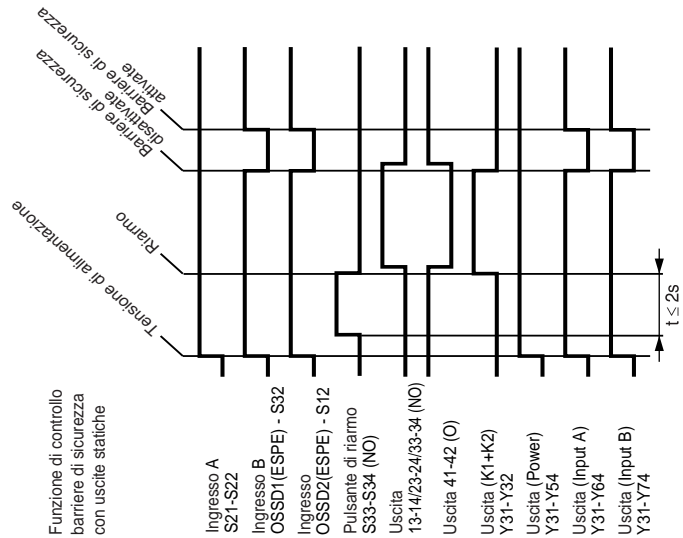 Funzione di controllo
barriere di sicurezza
con uscite statiche
Tensione di alimentazione
Riarmo
Barriere di sicurezza
disattivate
Barriere di sicurezza
attivate
Ingresso A
S21-S22
Ingresso B
OSSD1(ESPE) - S32
Ingresso
OSSD2(ESPE) - S12
Pulsante di riarmo
S33-S34 (NO)
Uscita
13-14/23-24/33-34 (NO)
Uscita 41-42 (O)
Uscita (K1+K2)
Y31-Y32
Uscita (Power)
Y31-Y54
Uscita (Input A)
Y31-Y64
Uscita (Input B)
Y31-Y74
t ≤ 2s